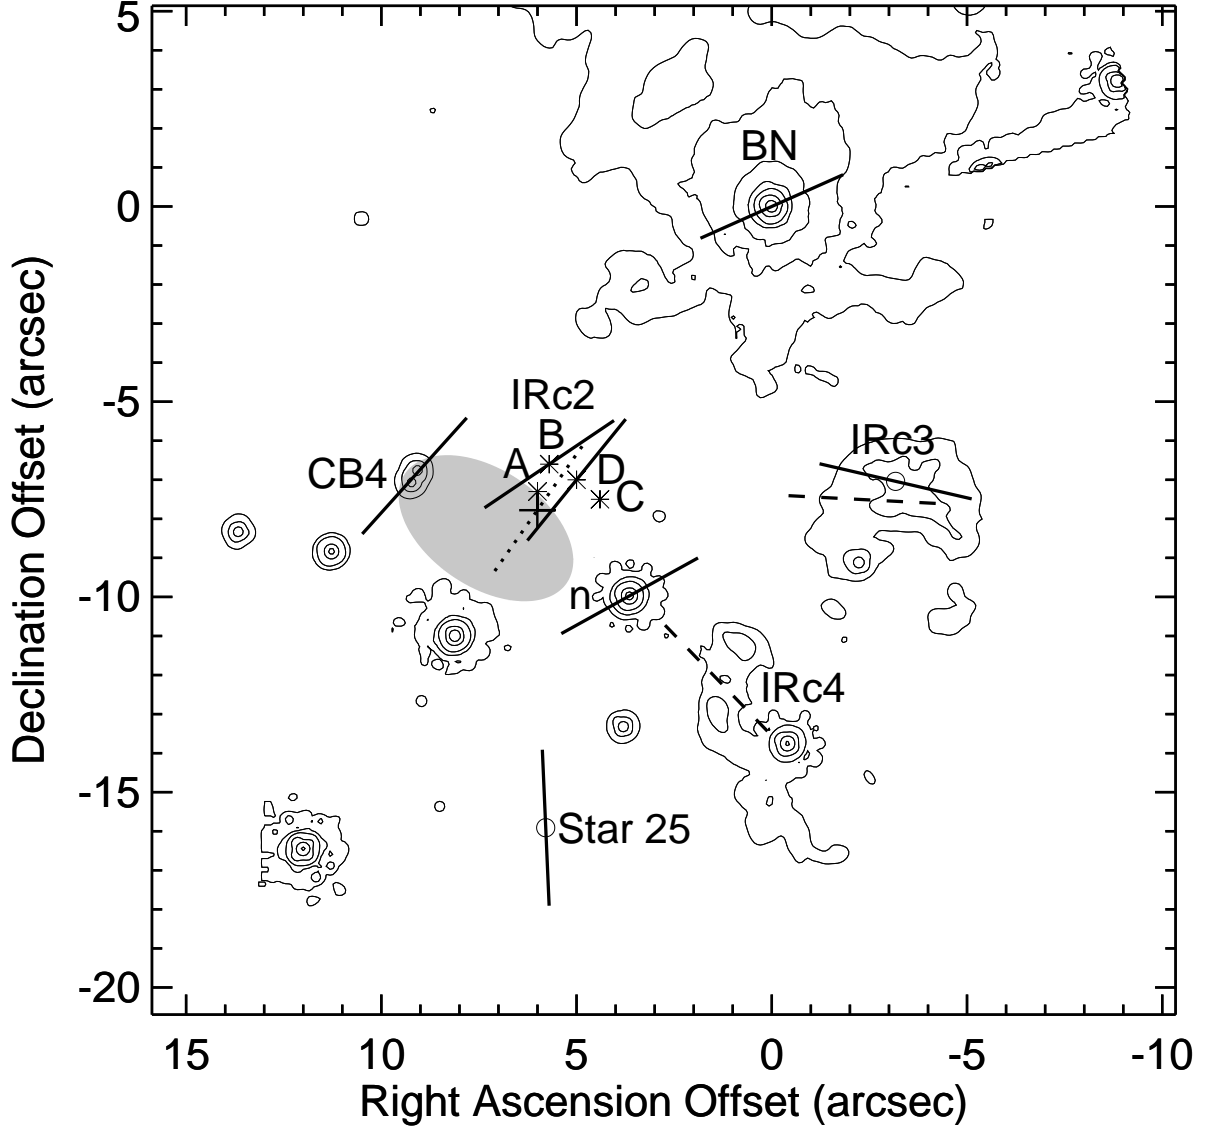 5
BN
0
-5
IRc2
B
A
D
C
CB4
IRc3
-10
n
IRc4
-15
Star 25
-20
15
10
5
0
-5
-10
Right Ascension Offset (arcsec)
Declination Offset (arcsec)